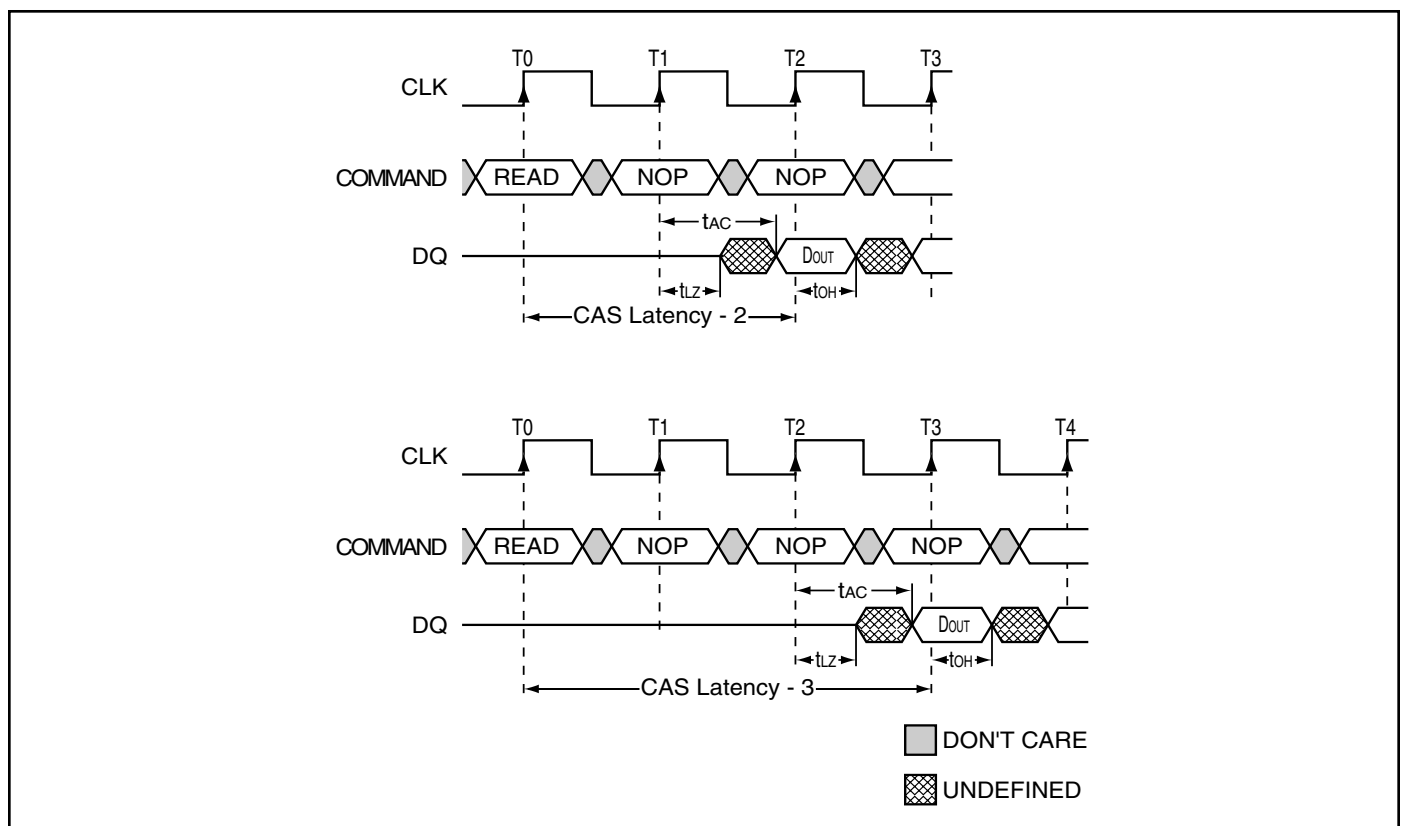 T0 T1 T2 T3
CLK
COMMAND READ NOP NOP
tAC
DQ DOUT
tLZ tOH
CAS Latency - 2
T0 T1 T2 T3 T4
CLK
COMMAND READ NOP NOP NOP
tAC
DQ DOUT
tLZ tOH
CAS Latency - 3
DON'T CARE
UNDEFINED